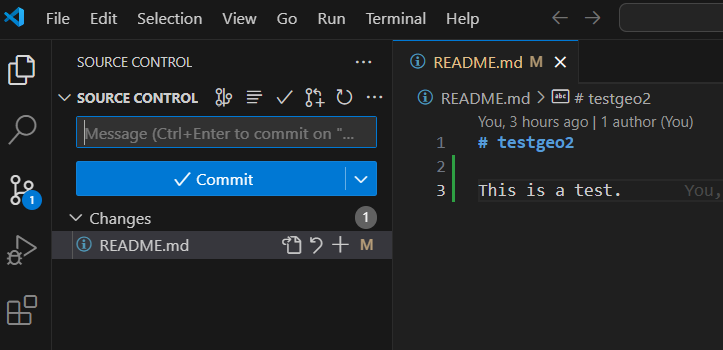 File Edit Selection View Go Run Terminal Help
SOURCE CONTROL
SOURCE CONTROL
Message (Ctrl+Enter to commit on "...
Commit
Changes 1
README.md M
1
README.md M
README.md > # testgeo2
You, 3 hours ago | 1 author (You)
1 # testgeo2
2
3 This is a test. You,